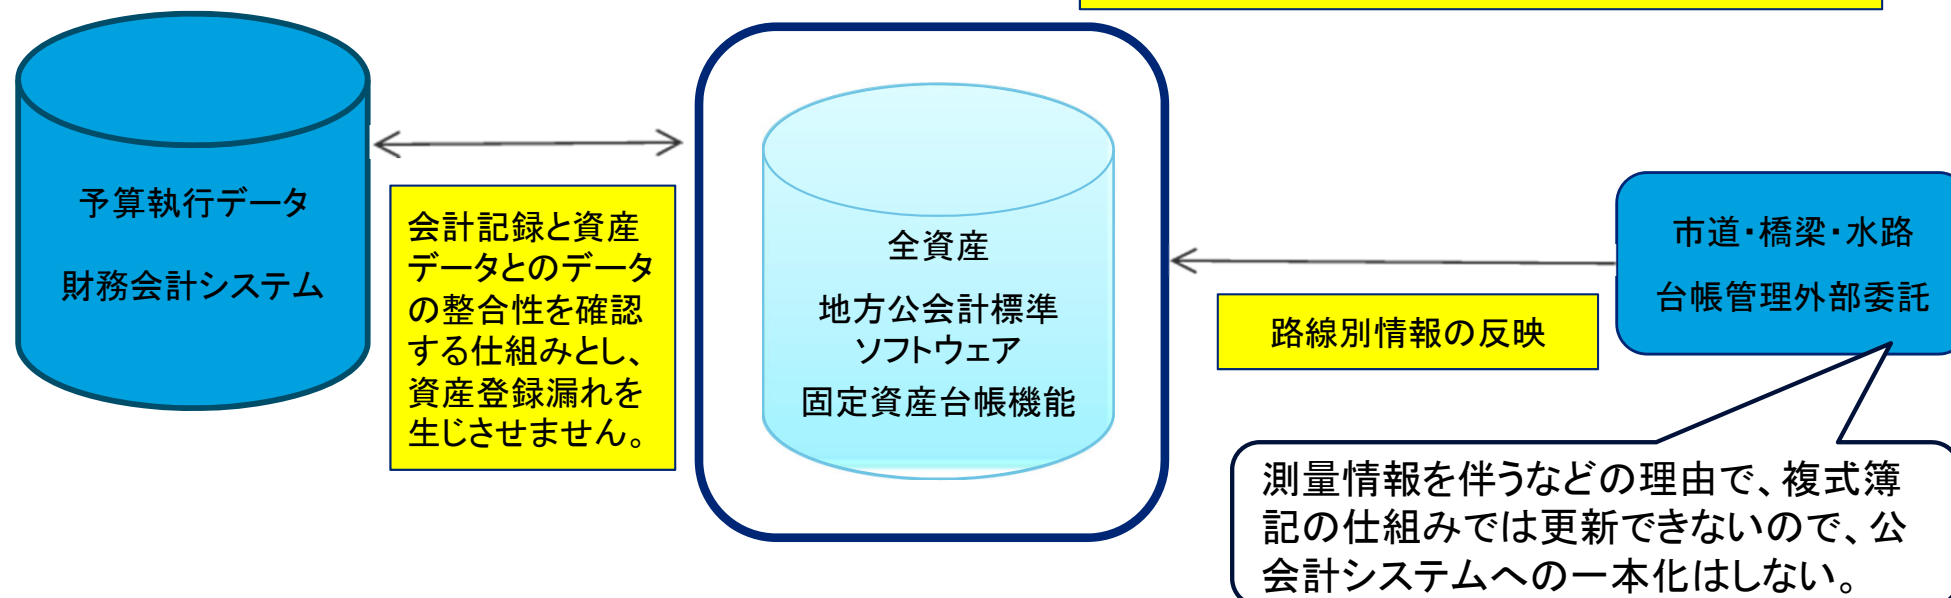 予算執行データ
財務会計システム
会計記録と資産
データとのデータ
の整合性を確認
する仕組みとし、
資産登録漏れを
生じさせません。
全資産
地方公会計標準
ソフトウェア
固定資産台帳機能
路線別情報の反映
市道・橋梁・水路
台帳管理外部委託
測量情報を伴うなどの理由で、複式簿
記の仕組みでは更新できないので、公
会計システムへの一本化はしない。